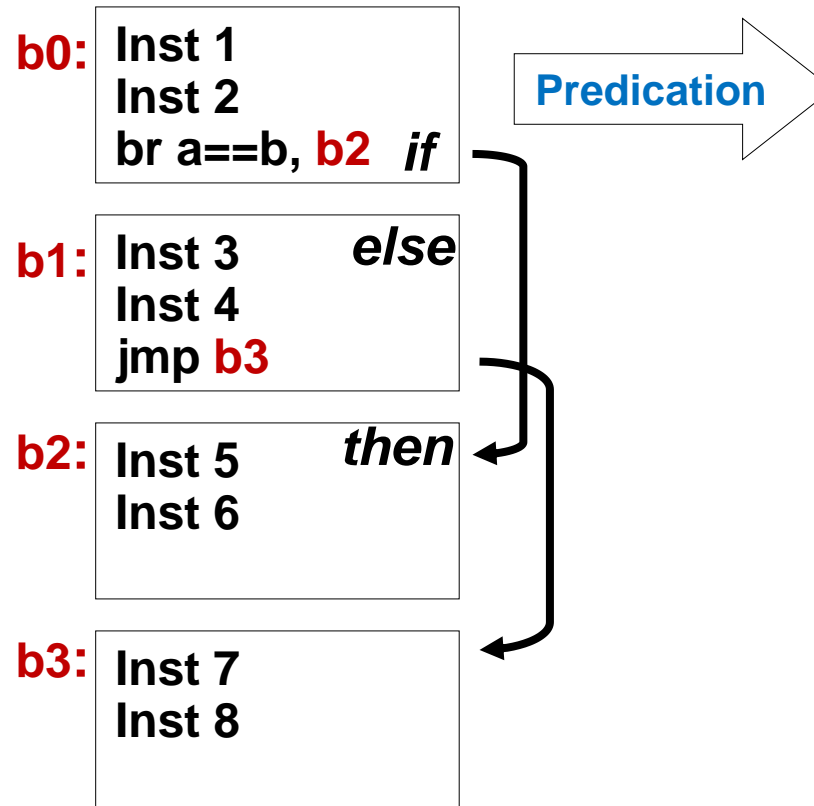 b0:
Inst 1
Inst 2
br a==b, b2 if
Predication
b1:
Inst 3 else
Inst 4
jmp b3
b2:
Inst 5 then
Inst 6
b3:
Inst 7
Inst 8